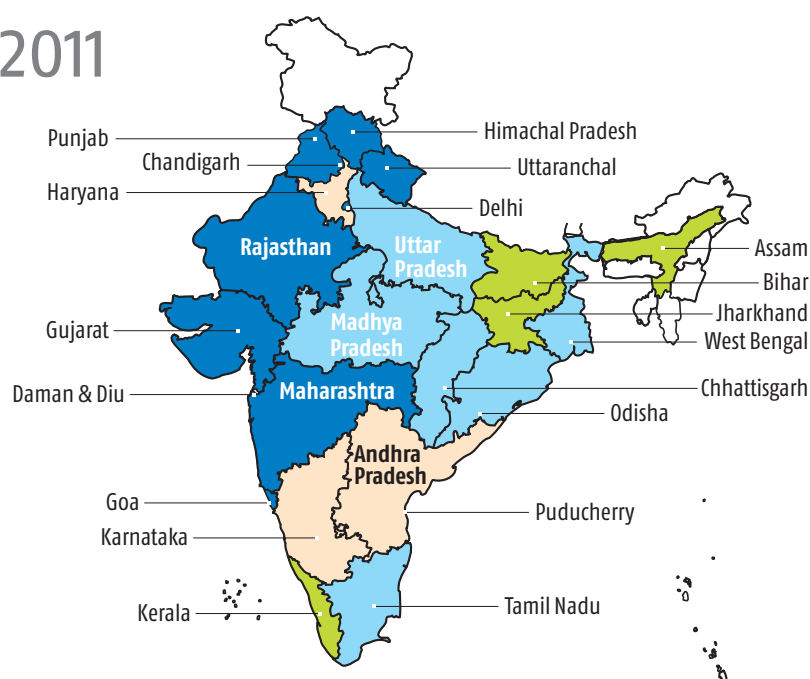 2011
Himachal Pradesh
Punjab
Chandigarh
Uttaranchal
Haryana
Delhi
Rajasthan
Uttar
Pradesh
Assam
Bihar
Jharkhand
West Bengal
Gujarat
Madhya
Pradesh
Daman & Diu
Maharashtra
Chhattisgarh
Odisha
Andhra
Pradesh
Goa
Puducherry
Karnataka
Kerala
Tamil Nadu